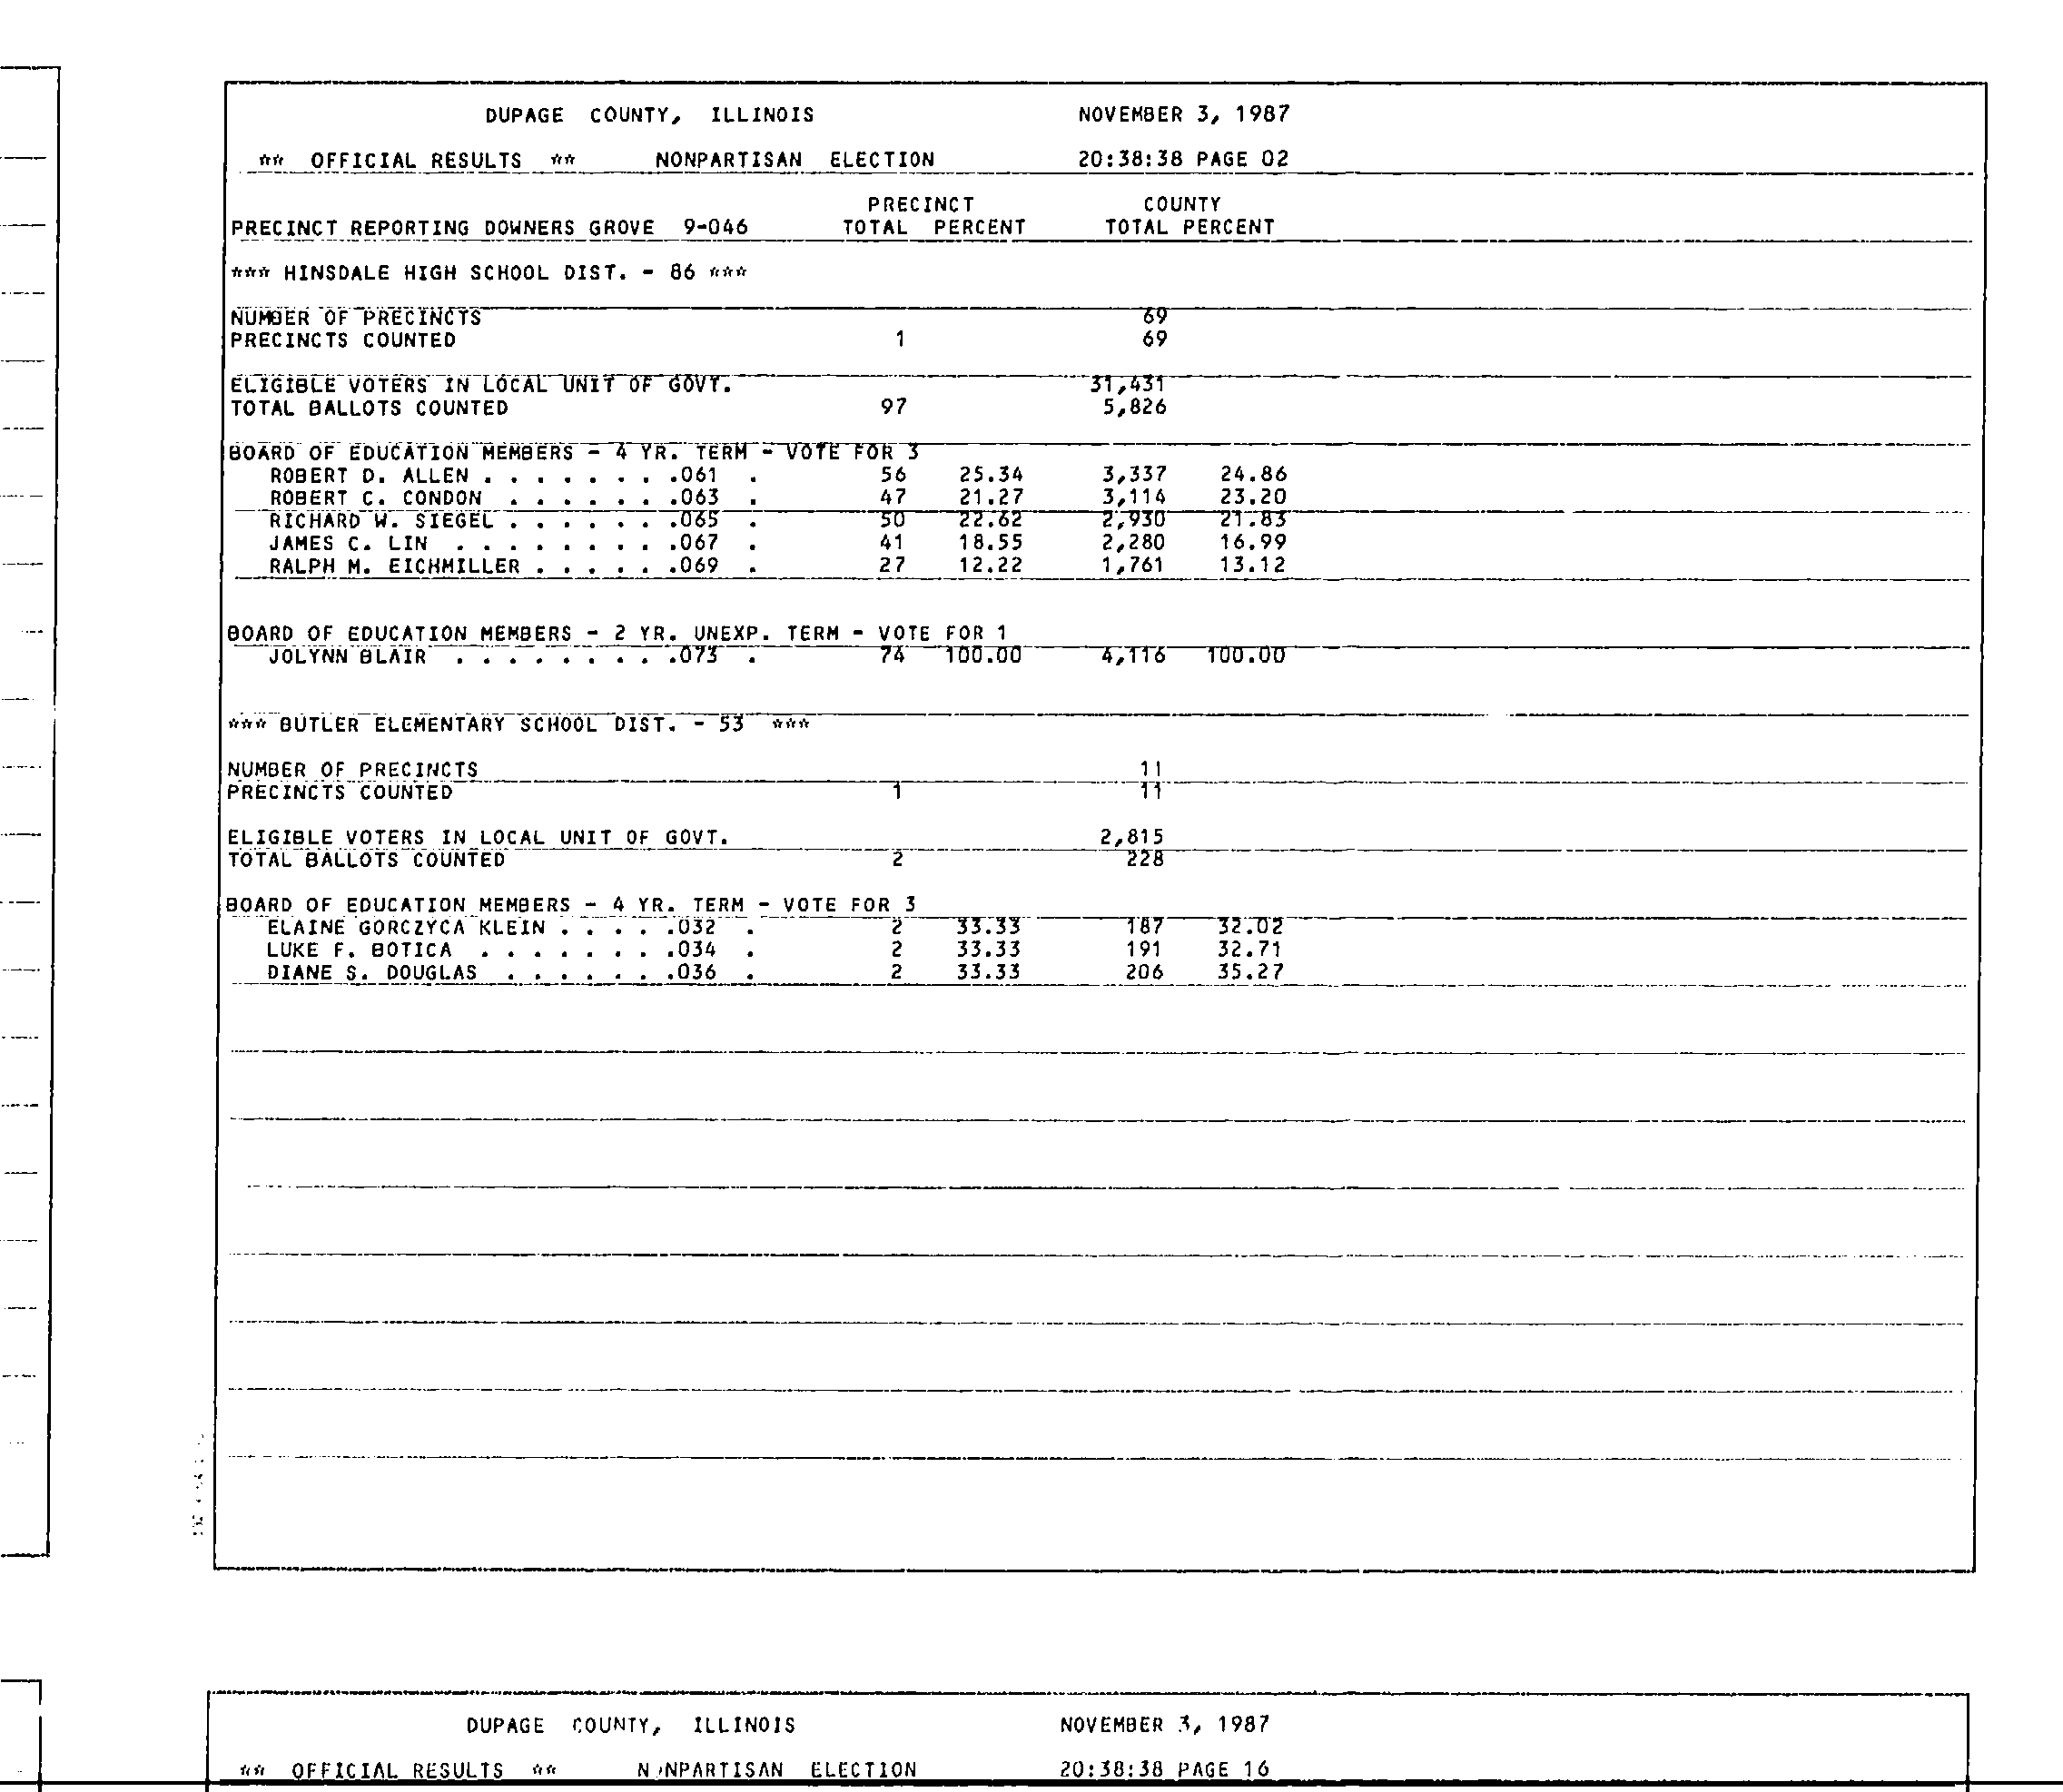 DUPAGE COUNTY, ILLINOIS NOVEMBER 3, 1987
** OFFICIAL RESULTS ** NONPARTISAN ELECTION 20:38:38 PAGE 02
PRECINCT COUNTY
PRECINCT REPORTING DOWNERS GROVE 9-046 TOTAL PERCENT TOTAL PERCENT
*** HINSDALE HIGH SCHOOL DIST. - 86 ***
NUMBER OF PRECINCTS 69
PRECINCTS COUNTED 1 69
ELIGIBLE VOTERS IN LOCAL UNIT OF GOVT. 31,431
TOTAL BALLOTS COUNTED 97 5,826
BOARD OF EDUCATION MEMBERS - 4 YR. TERM - VOTE FOR 3
ROBERT D. ALLEN . . . . . . . .061 . 56 25.34 3,337 24.86
ROBERT C. CONDON . . . . . . .063 . 47 21.27 3,114 23.20
RICHARD W. SIEGEL . . . . . . .065 . 50 22.62 2,930 21.83
JAMES C. LIN . . . . . . . . .067 . 41 18.55 2,280 16.99
RALPH M. EICHMILLER . . . . . .069 . 27 12.22 1,761 13.12
BOARD OF EDUCATION MEMBERS - 2 YR. UNEXP. TERM - VOTE FOR 1
JOLYNN BLAIR . . . . . . . . .073 . 74 100.00 4,116 100.00
*** BUTLER ELEMENTARY SCHOOL DIST. - 53 ***
NUMBER OF PRECINCTS 11
PRECINCTS COUNTED 1 11
ELIGIBLE VOTERS IN LOCAL UNIT OF GOVT. 2,815
TOTAL BALLOTS COUNTED 2 228
BOARD OF EDUCATION MEMBERS - 4 YR. TERM - VOTE FOR 3
ELAINE GORCZYCA KLEIN . . . . .032 . 2 33.33 187 32.02
LUKE F. BOTICA . . . . . . . .034 . 2 33.33 191 32.71
DIANE S. DOUGLAS . . . . . . .036 . 2 33.33 206 35.27
DUPAGE COUNTY, ILLINOIS NOVEMBER 3, 1987
** OFFICIAL RESULTS ** NONPARTISAN ELECTION 20:38:38 PAGE 16